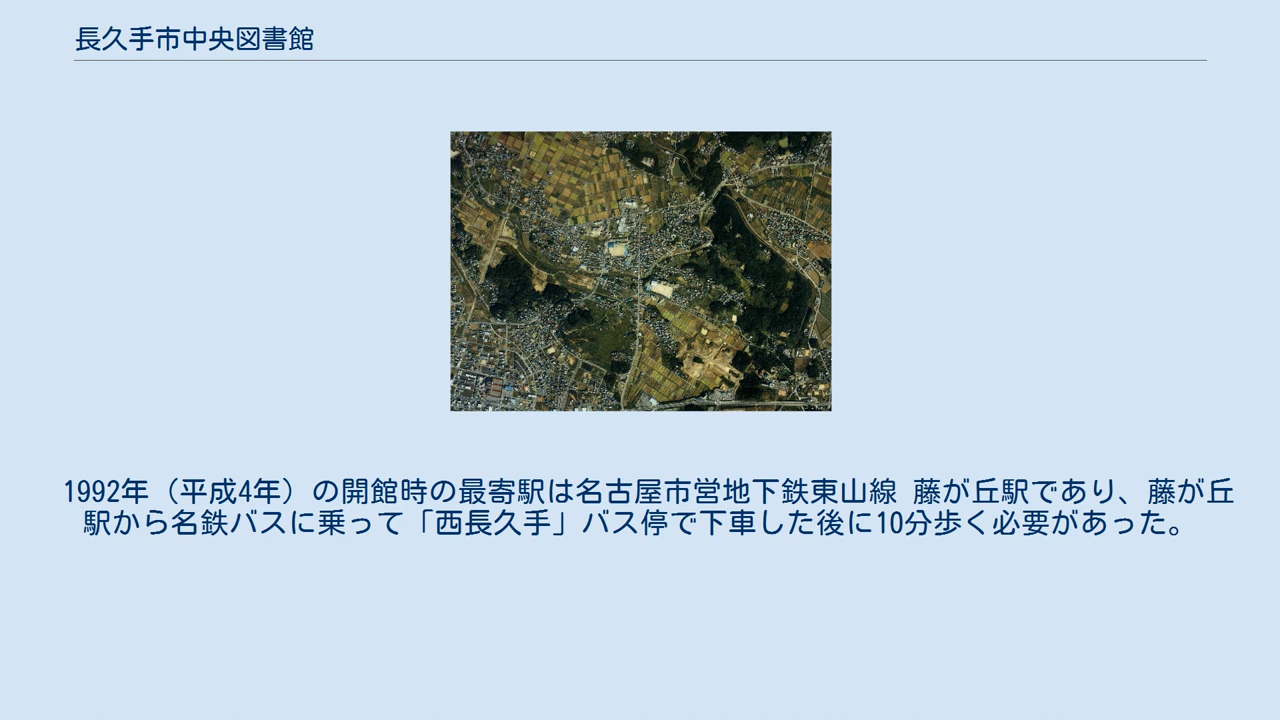 長久手市中央図書館
1992年（平成4年）の開館時の最寄駅は名古屋市営地下鉄東山線 藤が丘駅であり、藤が丘
駅から名鉄バスに乗って「西長久手」バス停で下車した後に10分歩く必要があった。